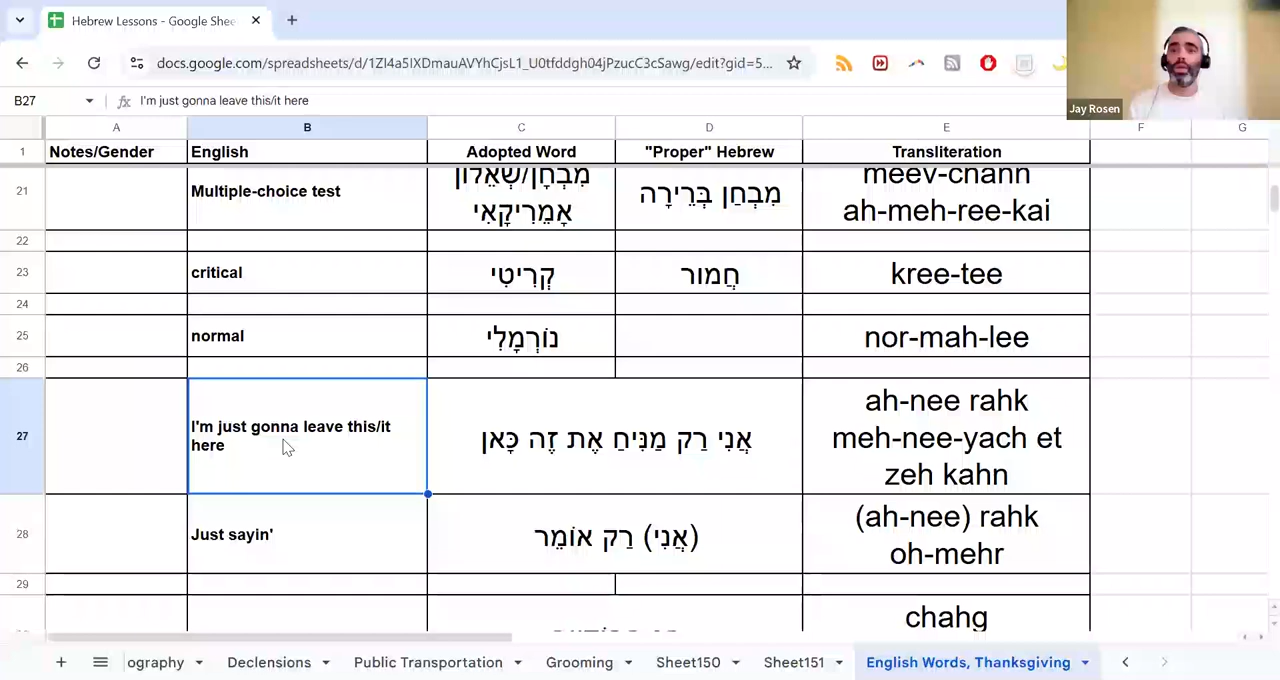 Hebrew Lessons - Google Shee
docs.google.com/spreadsheets/d/1Zl4a5IXDmauAVYhCjsL1_U0tfddgh04jPzucC3cSawg/edit?gid=5...
Jay Rosen
B27
fx I'm just gonna leave this/it here
A B C D E F G
1 Notes/Gender English Adopted Word "Proper" Hebrew Transliteration
21 Multiple-choice test
מִבְחָן/שְׁאֵלוֹן
אָמֵרִיקָאִי
מִבְחַן בְּרֵירָה
meev-chahn
ah-meh-ree-kai
22
23 critical קְרִיטִי חֲמוּר kree-tee
24
25 normal נוֹרְמָלִי nor-mah-lee
26
27 I'm just gonna leave this/it
here
אֲנִי רַק מַנִּיחַ אֶת זֶה כָּאן
ah-nee rahk
meh-nee-yach et
zeh kahn
28 Just sayin' (אֲנִי) רַק אוֹמֵר
(ah-nee) rahk
oh-mehr
29
chahg
ography Declensions Public Transportation Grooming Sheet150 Sheet151 English Words, Thanksgiving